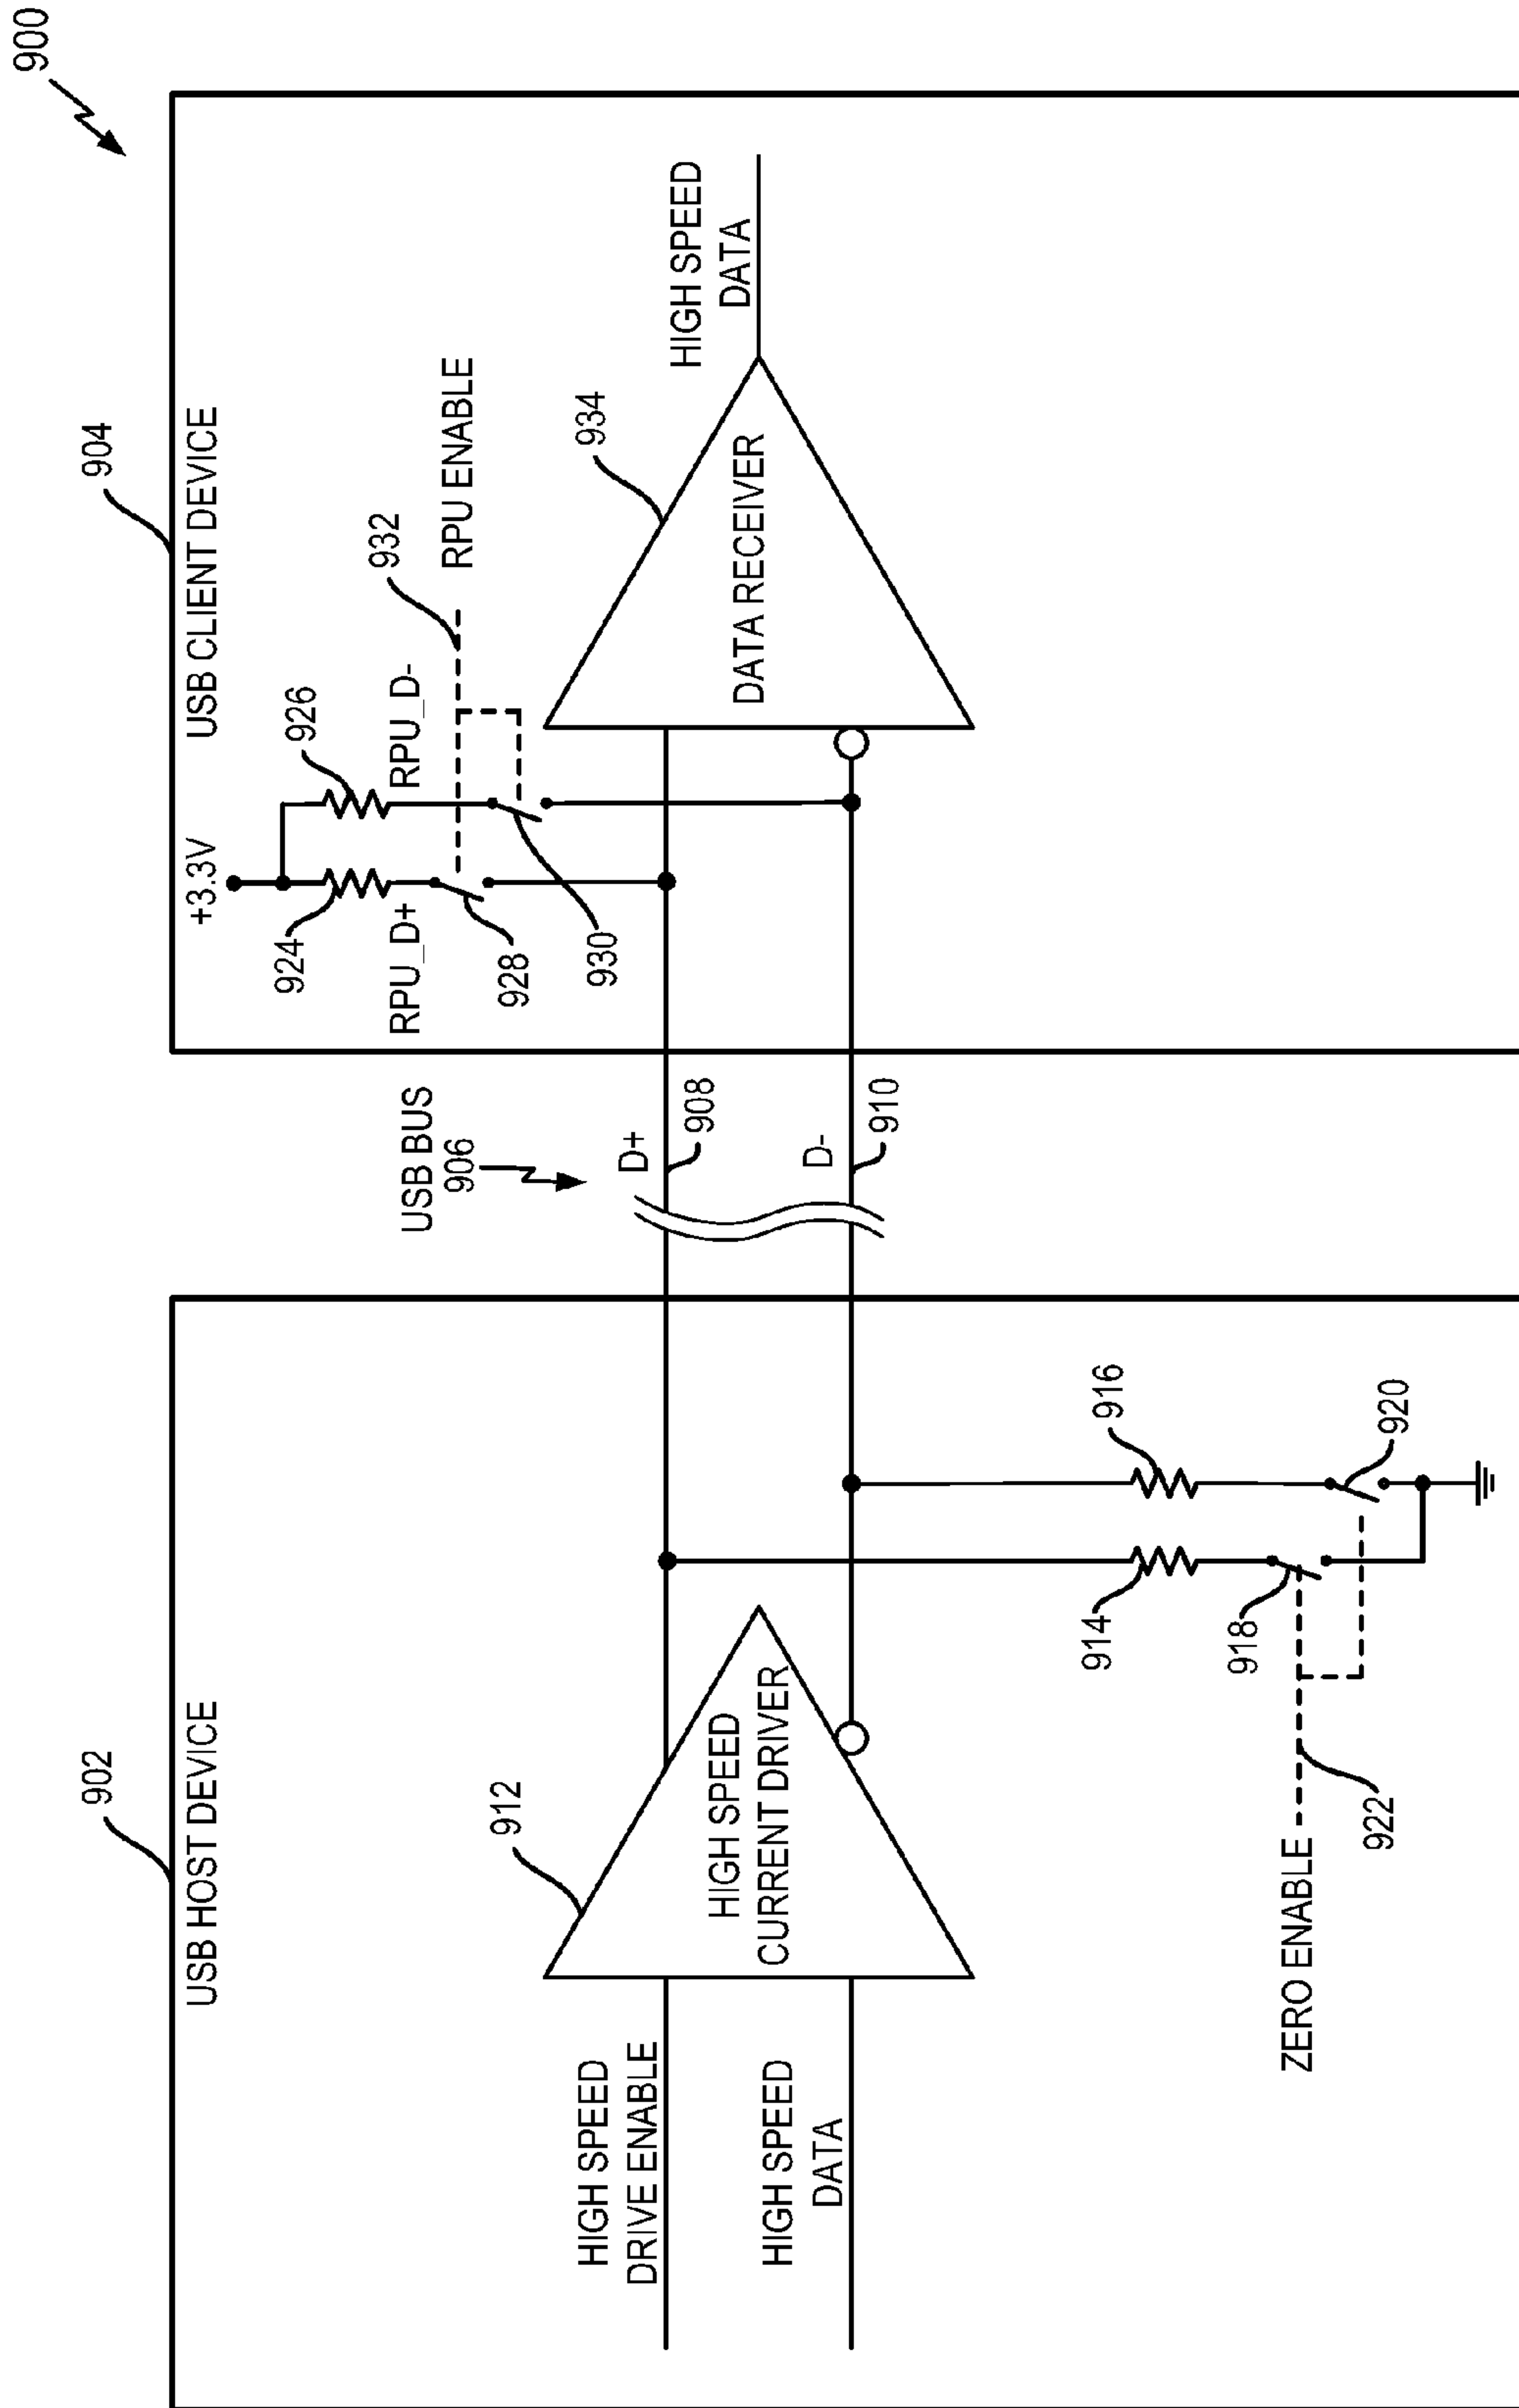 900
902
USB HOST DEVICE
HIGH SPEED
DRIVE ENABLE
HIGH SPEED
DATA
912
HIGH SPEED
CURRENT DRIVER
914
916
918
920
ZERO ENABLE
922
USB BUS
906
D+
908
D-
910
904
USB CLIENT DEVICE
+3.3V
924
926
RPU_D+
RPU_D-
928
930
932
RPU ENABLE
934
DATA RECEIVER
HIGH SPEED
DATA